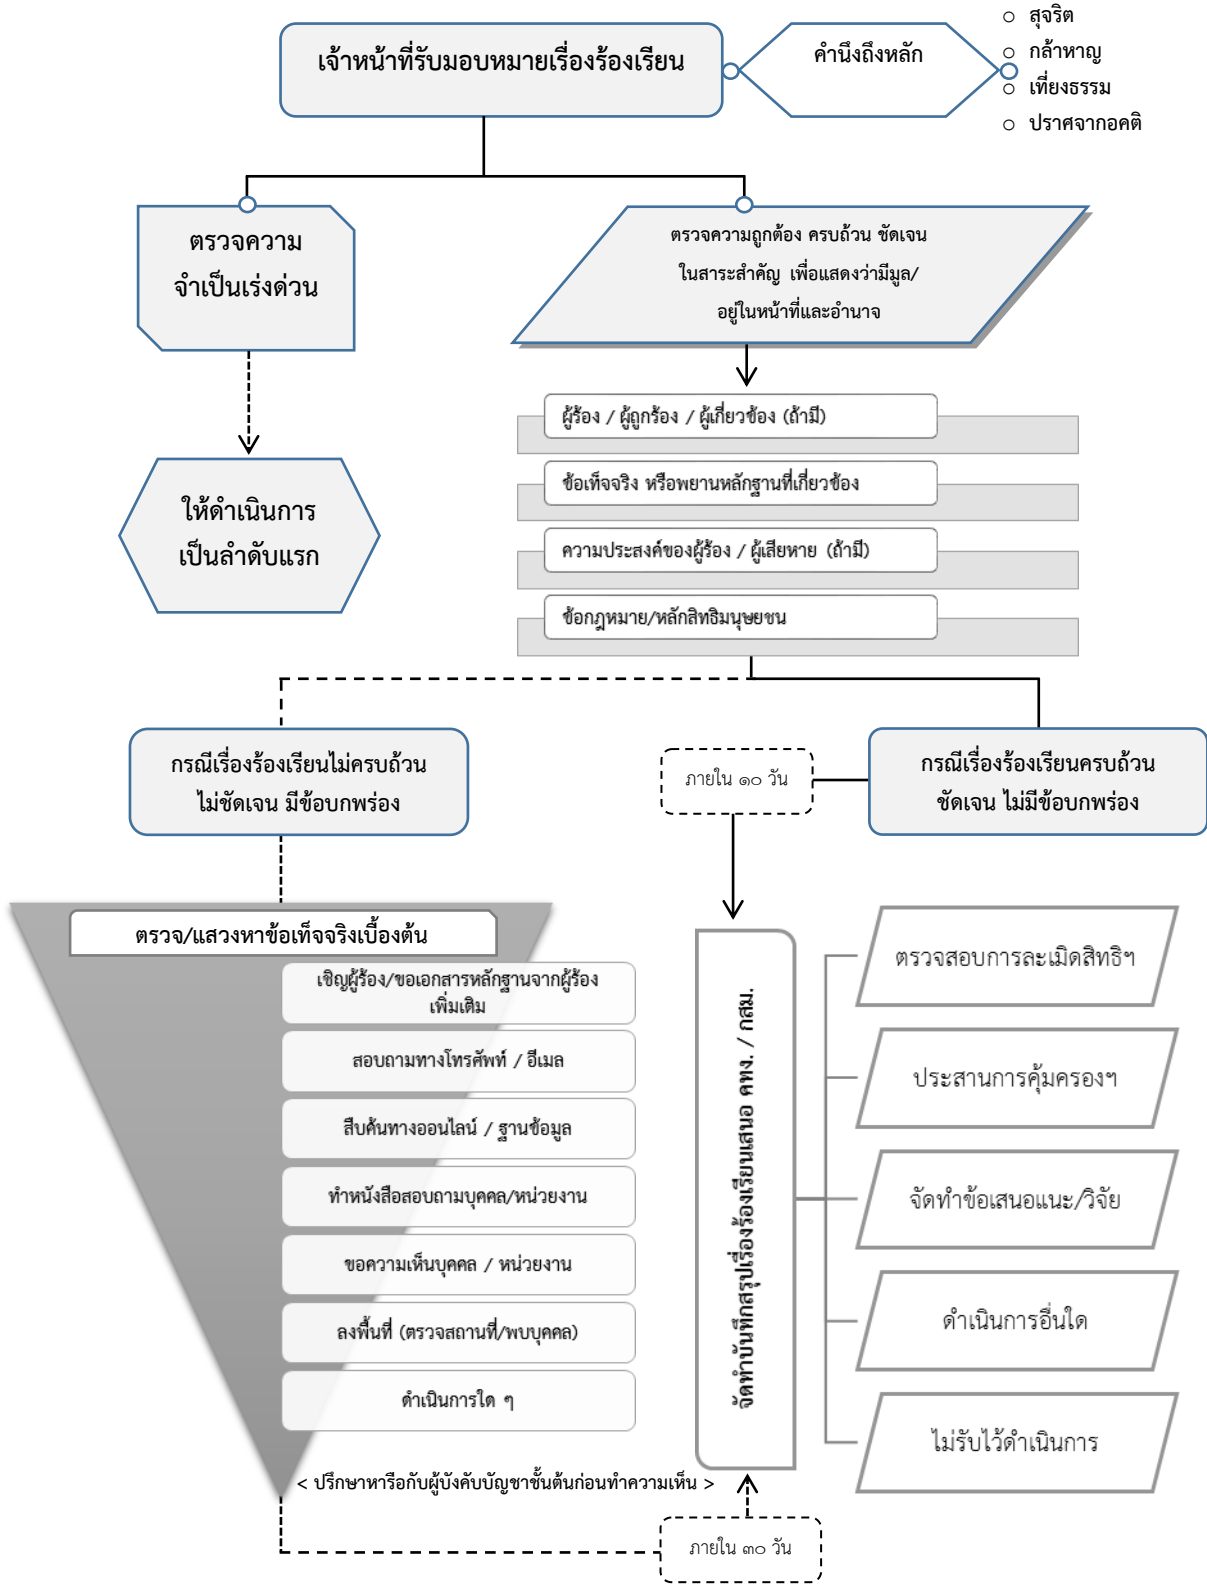 เจ้าหน้าที่รับมอบหมายเรื่องร้องเรียน
คำนึงถึงหลัก
○ สุจริต
○ กล้าหาญ
○ เที่ยงธรรม
○ ปราศจากอคติ
ตรวจความ
จำเป็นเร่งด่วน
ตรวจความถูกต้อง ครบถ้วน ชัดเจน
ในสาระสำคัญ เพื่อแสดงว่ามีมูล/
อยู่ในหน้าที่และอำนาจ
ให้ดำเนินการ
เป็นลำดับแรก
ผู้ร้อง / ผู้ถูกร้อง / ผู้เกี่ยวข้อง (ถ้ามี)
ข้อเท็จจริง หรือพยานหลักฐานที่เกี่ยวข้อง
ความประสงค์ของผู้ร้อง / ผู้เสียหาย (ถ้ามี)
ข้อกฎหมาย/หลักสิทธิมนุษยชน
กรณีเรื่องร้องเรียนไม่ครบถ้วน
ไม่ชัดเจน มีข้อบกพร่อง
ภายใน ๑๐ วัน
กรณีเรื่องร้องเรียนครบถ้วน
ชัดเจน ไม่มีข้อบกพร่อง
ตรวจ/แสวงหาข้อเท็จจริงเบื้องต้น
เชิญผู้ร้อง/ขอเอกสารหลักฐานจากผู้ร้อง
เพิ่มเติม
สอบถามทางโทรศัพท์ / อีเมล
สืบค้นทางออนไลน์ / ฐานข้อมูล
ทำหนังสือสอบถามบุคคล/หน่วยงาน
ขอความเห็นบุคคล / หน่วยงาน
ลงพื้นที่ (ตรวจสถานที่/พบบุคคล)
ดำเนินการใด ๆ
< ปรึกษาหารือกับผู้บังคับบัญชาชั้นต้นก่อนทำความเห็น >
ภายใน ๓๐ วัน
จัดทำบันทึกสรุปเรื่องร้องเรียนเสนอ คทง. / กสม.
ตรวจสอบการละเมิดสิทธิฯ
ประสานการคุ้มครองฯ
จัดทำข้อเสนอแนะ/วิจัย
ดำเนินการอื่นใด
ไม่รับไว้ดำเนินการ